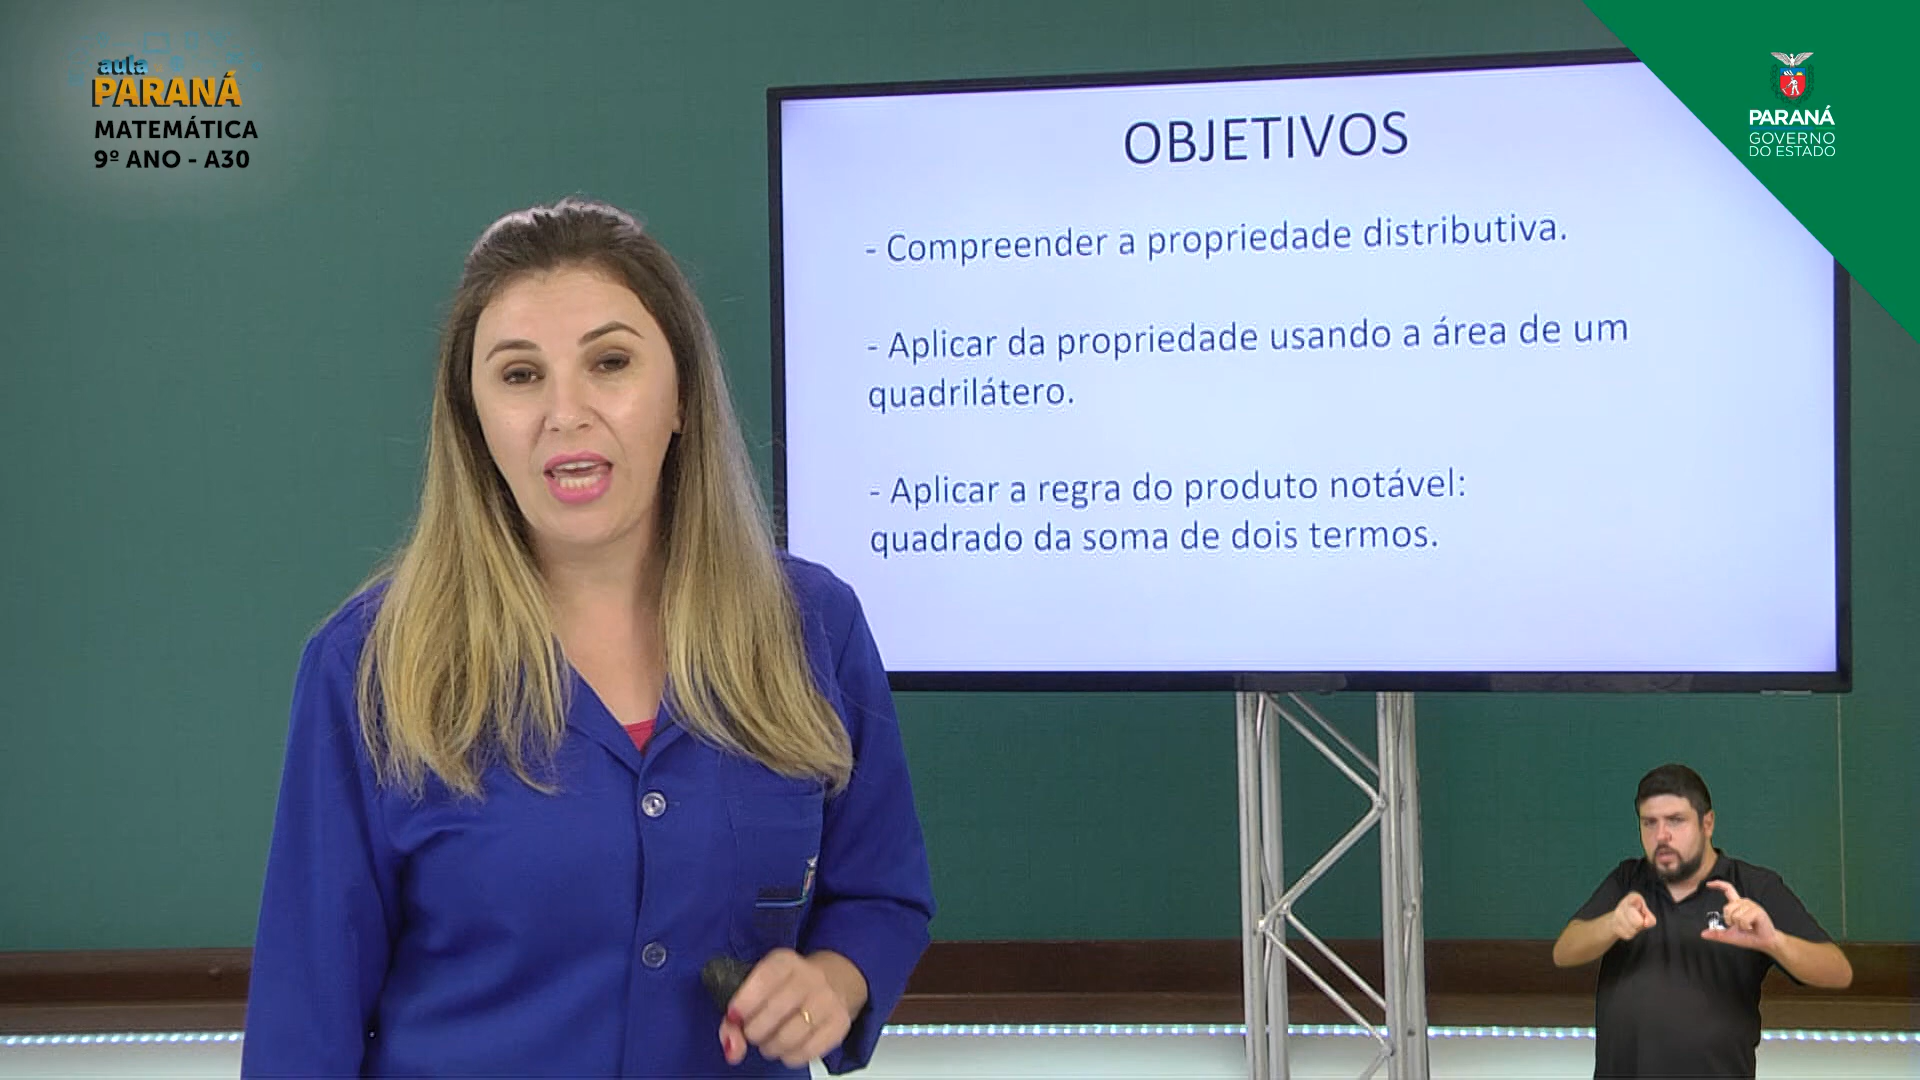 aula
PARANÁ
MATEMÁTICA
9º ANO - A30
OBJETIVOS
- Compreender a propriedade distributiva.
- Aplicar da propriedade usando a área de um
quadrilátero.
- Aplicar a regra do produto notável:
quadrado da soma de dois termos.
PARANÁ
GOVERNO
DO ESTADO